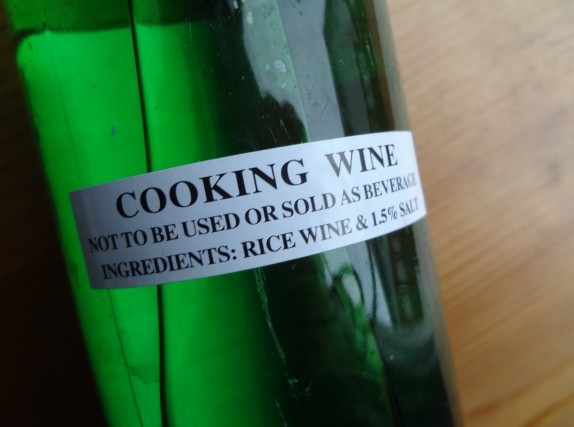 COOKING WINE
NOT TO BE USED OR SOLD AS BEVERAGE
INGREDIENTS: RICE WINE & 1.5% SALT